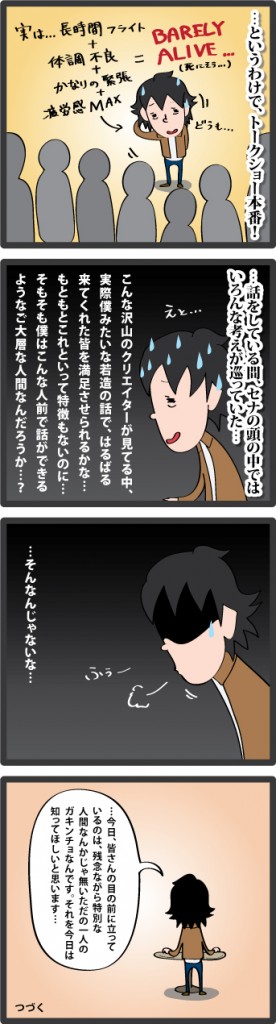 …というわけで、トークショー本番!
実は…長時間フライト
+
体調不良
+
かなりの緊張
+
疲労感MAX
=
BARELY
ALIVE…
(死にそう…)
どうも…
…話をしている間、セナの頭の中では
いろんな考えが巡っていた…
えと…
こんな沢山のクリエイターが見てる中、
実際僕みたいな若造の話で、はるばる
来てくれた皆を満足させられるかな…
もともとこれといって特徴もないのに…
そもそも僕はこんな人前で話ができる
ようなご大層な人間なんだろうか…?
ふぅー
…そんなんじゃないな…
…今日、皆さんの目の前に立って
いるのは、残念ながら特別な
人間なんかじゃ無いただの一人の
ガキンチョなんです。それを今日は
知ってほしいと思います…
つづく